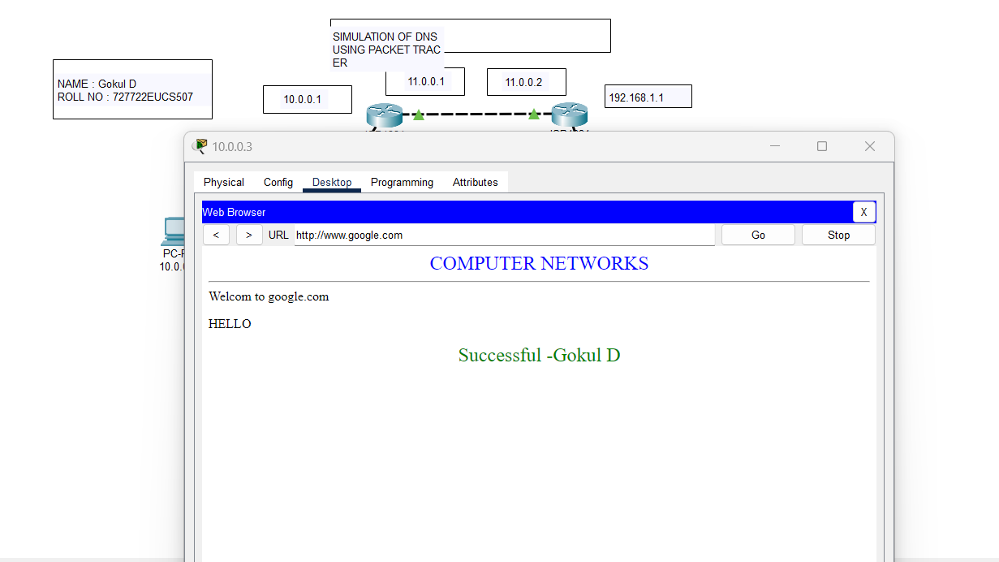 SIMULATION OF DNS
USING PACKET TRAC
ER
NAME : Gokul D
ROLL NO : 727722EUCS507
10.0.0.1
11.0.0.1
11.0.0.2
192.168.1.1
10.0.0.3
Physical Config Desktop Programming Attributes
Web Browser X
< > URL http://www.google.com Go Stop
COMPUTER NETWORKS
Welcom to google.com
HELLO
Successful -Gokul D
10.0.